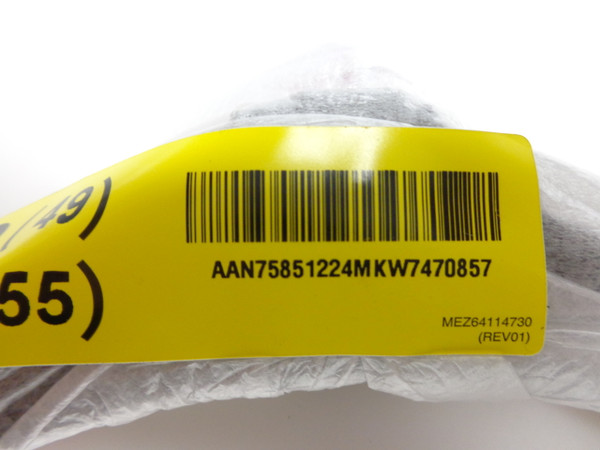 /49)
55)
AAN75851224MKW7470857
MEZ64114730
(REV01)